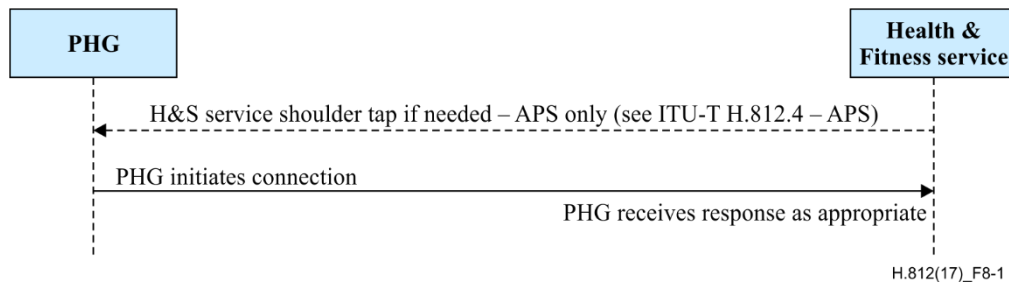 PHG
Health &
Fitness service
H&S service shoulder tap if needed – APS only (see ITU-T H.812.4 – APS)
PHG initiates connection
PHG receives response as appropriate
H.812(17)_F8-1